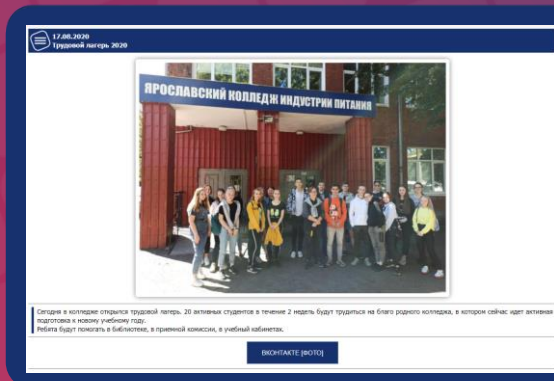 17.08.2020
Трудовой лагерь 2020
ЯРОСЛАВСКИЙ КОЛЛЕДЖ ИНДУСТРИИ ПИТАНИЯ
Сегодня в колледже открылся трудовой лагерь. 20 активных студентов в течение 2 недель будут трудиться на благо родного колледжа, в котором сейчас идет активная
подготовка к новому учебному году.
Ребята будут помогать в библиотеке, в приемной комиссии, в учебный кабинетах.
ВКОНТАКТЕ [ФОТО]